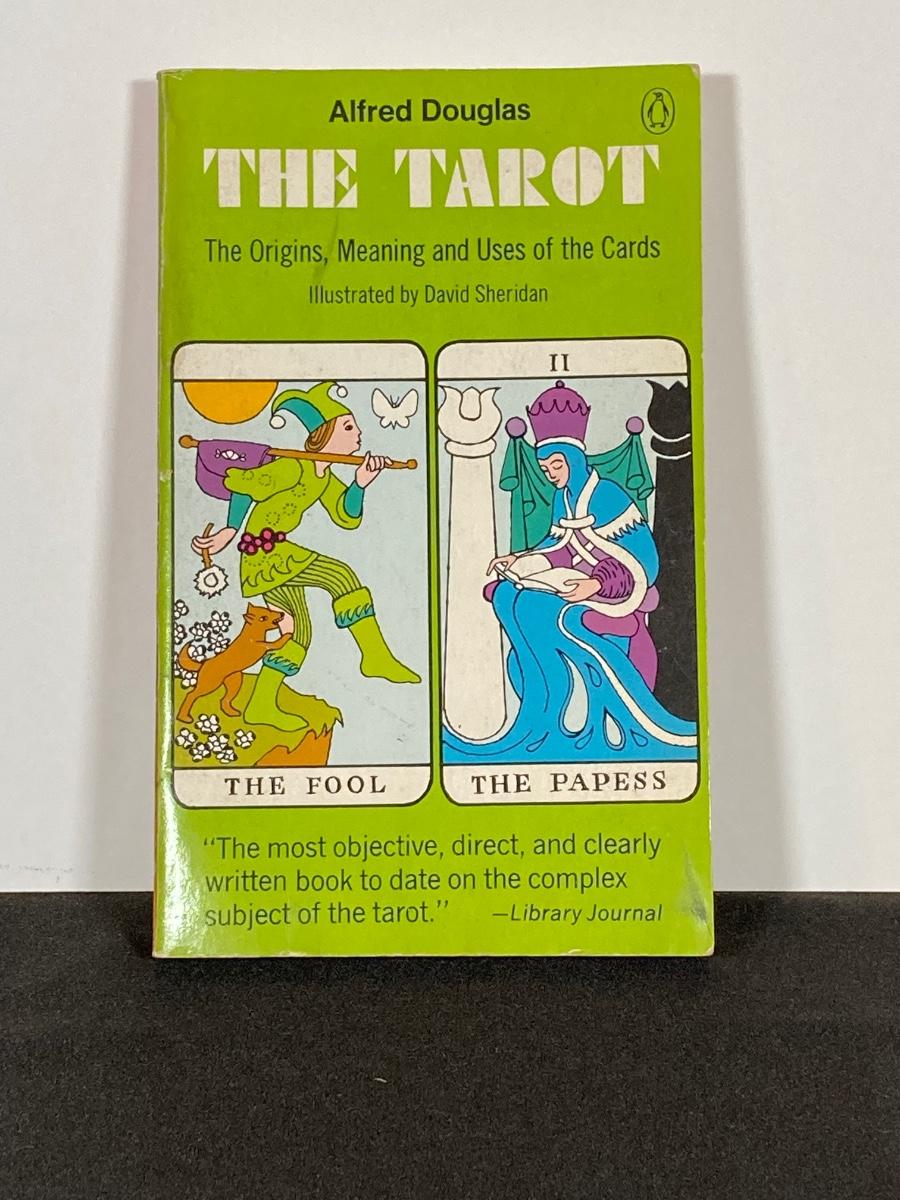 Alfred Douglas
THE TAROT
The Origins, Meaning and Uses of the Cards
Illustrated by David Sheridan
II
THE FOOL
THE PAPESS
“The most objective, direct, and clearly
written book to date on the complex
subject of the tarot.” —Library Journal